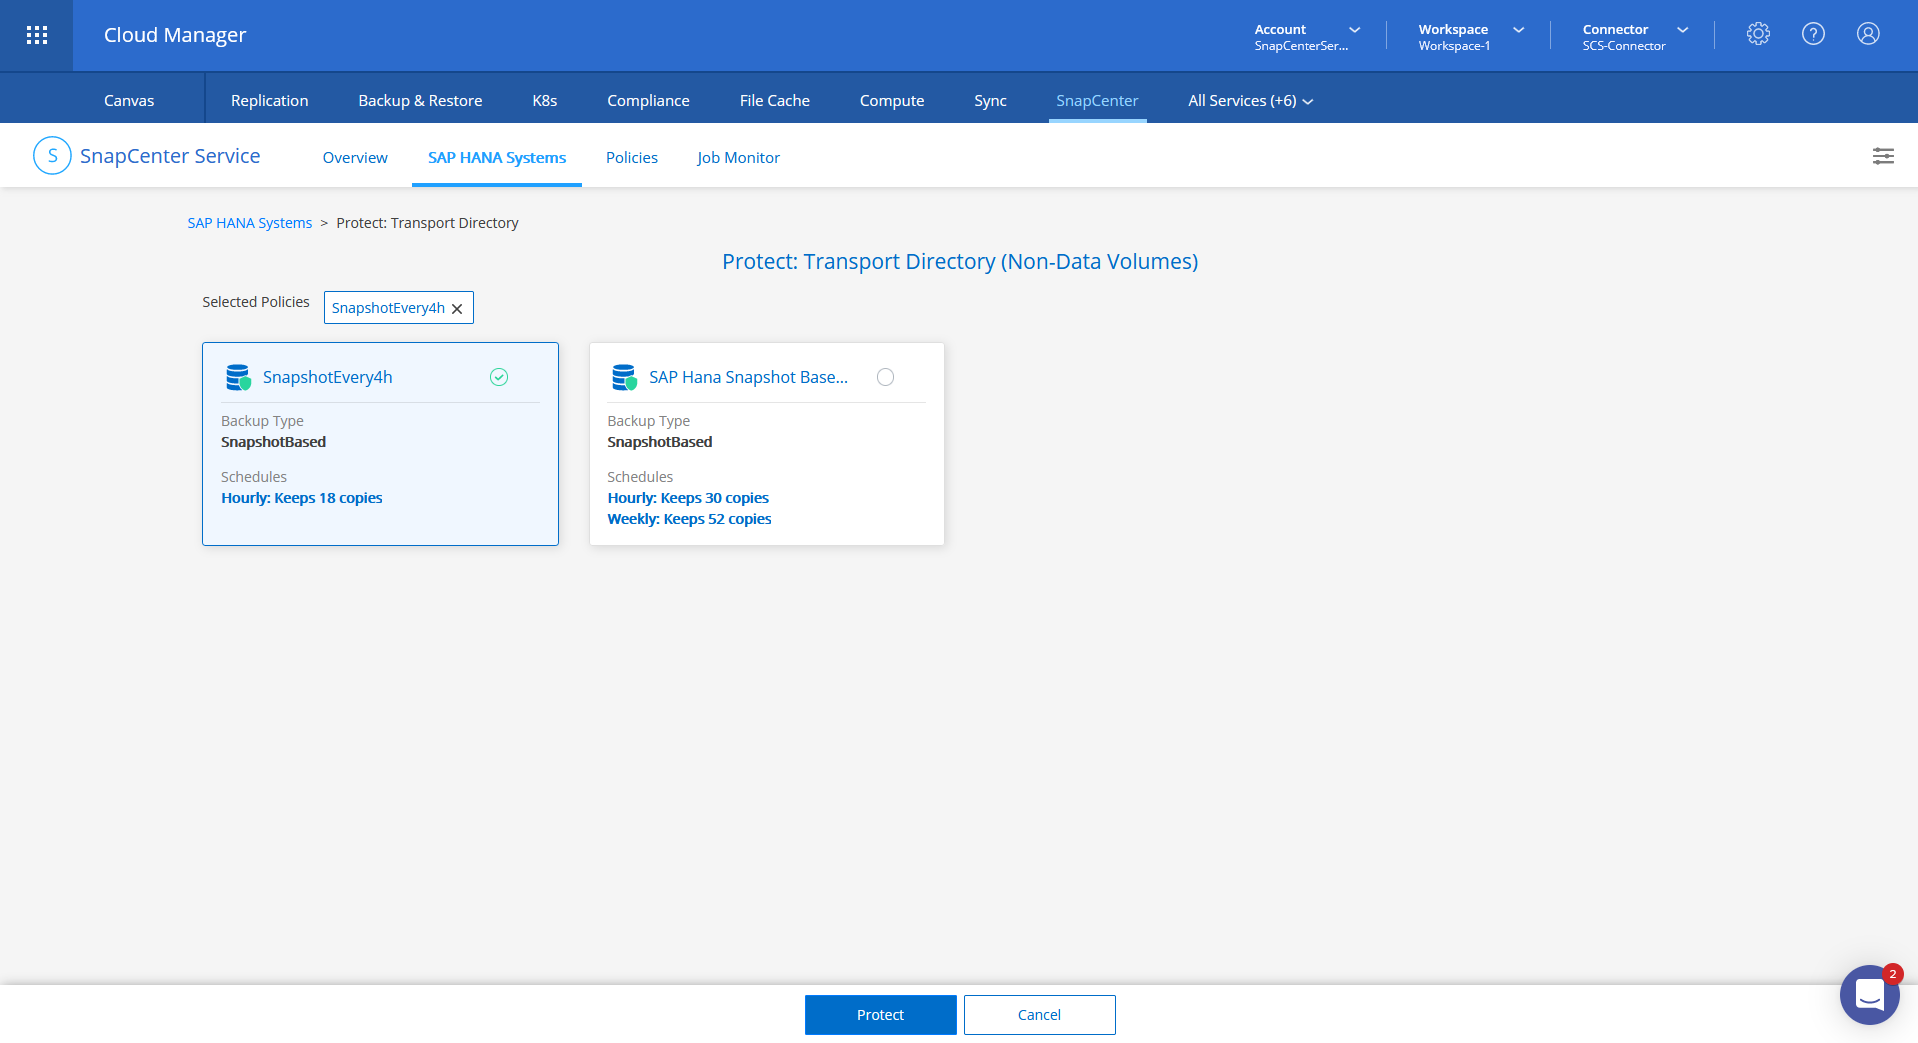 Cloud Manager
Account
SnapCenterSer...
Workspace
Workspace-1
Connector
SCS-Connector
?
Canvas
Replication
Backup & Restore
K8s
Compliance
File Cache
Compute
Sync
SnapCenter
All Services (+6)
S
SnapCenter Service
Overview
SAP HANA Systems
Policies
Job Monitor
SAP HANA Systems > Protect: Transport Directory
Protect: Transport Directory (Non-Data Volumes)
Selected Policies
SnapshotEvery4h
SnapshotEvery4h
Backup Type
SnapshotBased
Schedules
Hourly: Keeps 18 copies
SAP Hana Snapshot Base...
Backup Type
SnapshotBased
Schedules
Hourly: Keeps 30 copies
Weekly: Keeps 52 copies
2
Protect
Cancel